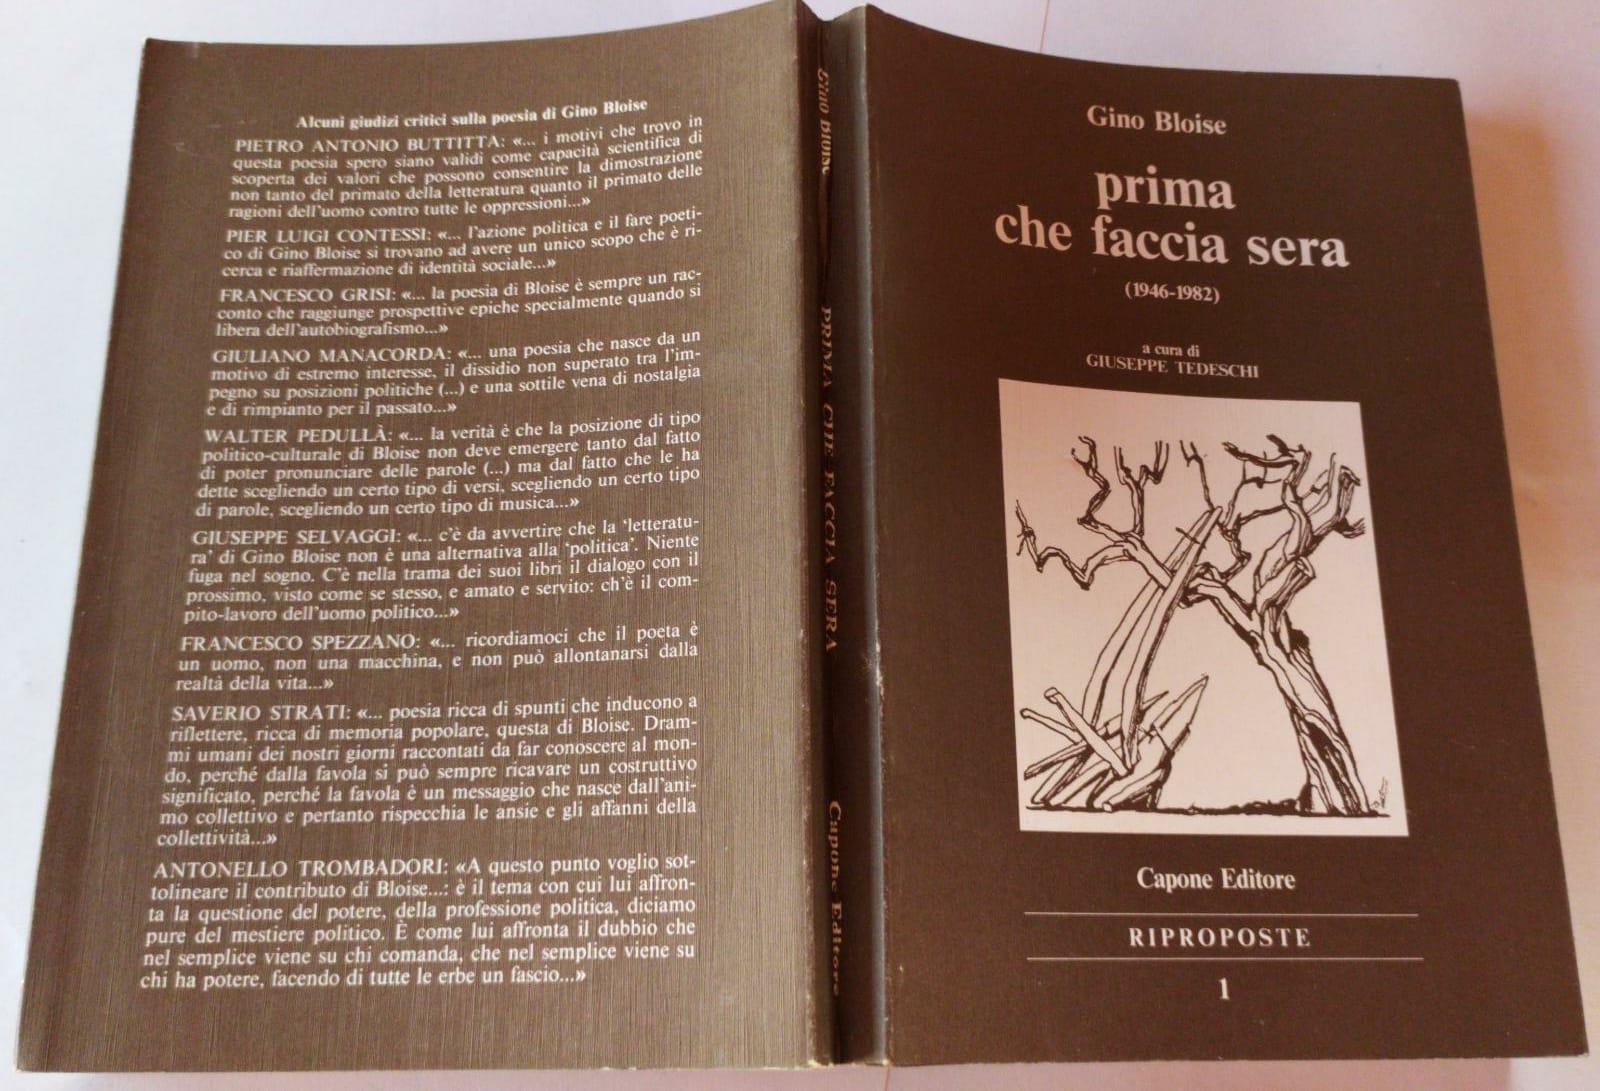 Alcuni giudizi critici sulla poesia di Gino Bloise
PIETRO ANTONIO BUTTITTA: «... i motivi che trovo in
questa poesia spero siano validi come capacità scientifica di
scoperta dei valori che possono consentire la dimostrazione
non tanto del primato della letteratura quanto il primato delle
ragioni dell'uomo contro tutte le oppressioni...»
PIER LUIGI CONTESSI: «... l'azione politica e il fare poeti-
co di Gino Bloise si trovano ad avere un unico scopo che è ri-
cerca e riaffermazione di identità sociale...»
FRANCESCO GRISI: «... la poesia di Bloise è sempre un rac-
conto che raggiunge prospettive epiche specialmente quando si
libera dell'autobiografismo...»
GIULIANO MANACORDA: «... una poesia che nasce da un
motivo di estremo interesse, il dissidio non superato tra l'im-
pegno su posizioni politiche (...) e una sottile vena di nostalgia
e di rimpianto per il passato...»
WALTER PEDULLÀ: «... la verità è che la posizione di tipo
politico-culturale di Bloise non deve emergere tanto dal fatto
di poter pronunciare delle parole (...) ma dal fatto che le ha
dette scegliendo un certo tipo di versi, scegliendo un certo tipo
di parole, scegliendo un certo tipo di musica...»
GIUSEPPE SELVAGGI: «... c'è da avvertire che la 'letteratu-
ra' di Gino Bloise non è una alternativa alla 'politica'. Niente
fuga nel sogno. C'è nella trama dei suoi libri il dialogo con il
prossimo, visto come se stesso, e amato e servito: ch'è il com-
pito-lavoro dell'uomo politico...»
FRANCESCO SPEZZANO: «... ricordiamoci che il poeta è
un uomo, non una macchina, e non può allontanarsi dalla
realtà della vita...»
SAVERIO STRATI: «... poesia ricca di spunti che inducono a
riflettere, ricca di memoria popolare, questa di Bloise. Dram-
mi umani dei nostri giorni raccontati da far conoscere al mon-
do, perché dalla favola si può sempre ricavare un costruttivo
significato, perché la favola è un messaggio che nasce dall'ani-
mo collettivo e pertanto rispecchia le ansie e gli affanni della
collettività...»
ANTONELLO TROMBADORI: «A questo punto voglio sot-
tolineare il contributo di Bloise...: è il tema con cui lui affron-
ta la questione del potere, della professione politica, diciamo
pure del mestiere politico. È come lui affronta il dubbio che
nel semplice viene su chi comanda, che nel semplice viene su
chi ha potere, facendo di tutte le erbe un fascio...»
Gino Bloise
PRIMA CHE FACCIA SERA
Capone Editore
Gino Bloise
prima
che faccia sera
(1946-1982)
a cura di
GIUSEPPE TEDESCHI
Capone Editore
RIPROPOSTE
1